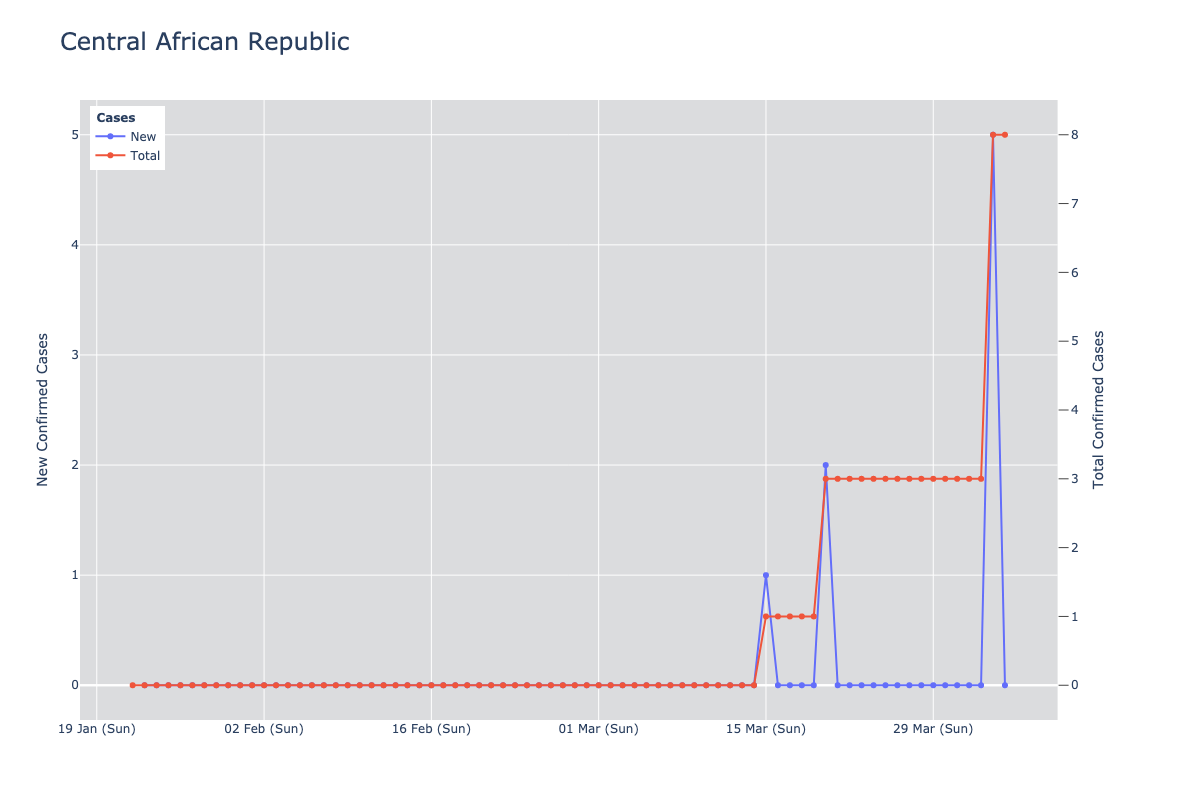 Central African Republic
Cases
New
Total
5
4
3
2
1
0
8
7
6
5
4
3
2
1
0
New Confirmed Cases
Total Confirmed Cases
19 Jan (Sun) 02 Feb (Sun) 16 Feb (Sun) 01 Mar (Sun) 15 Mar (Sun) 29 Mar (Sun)